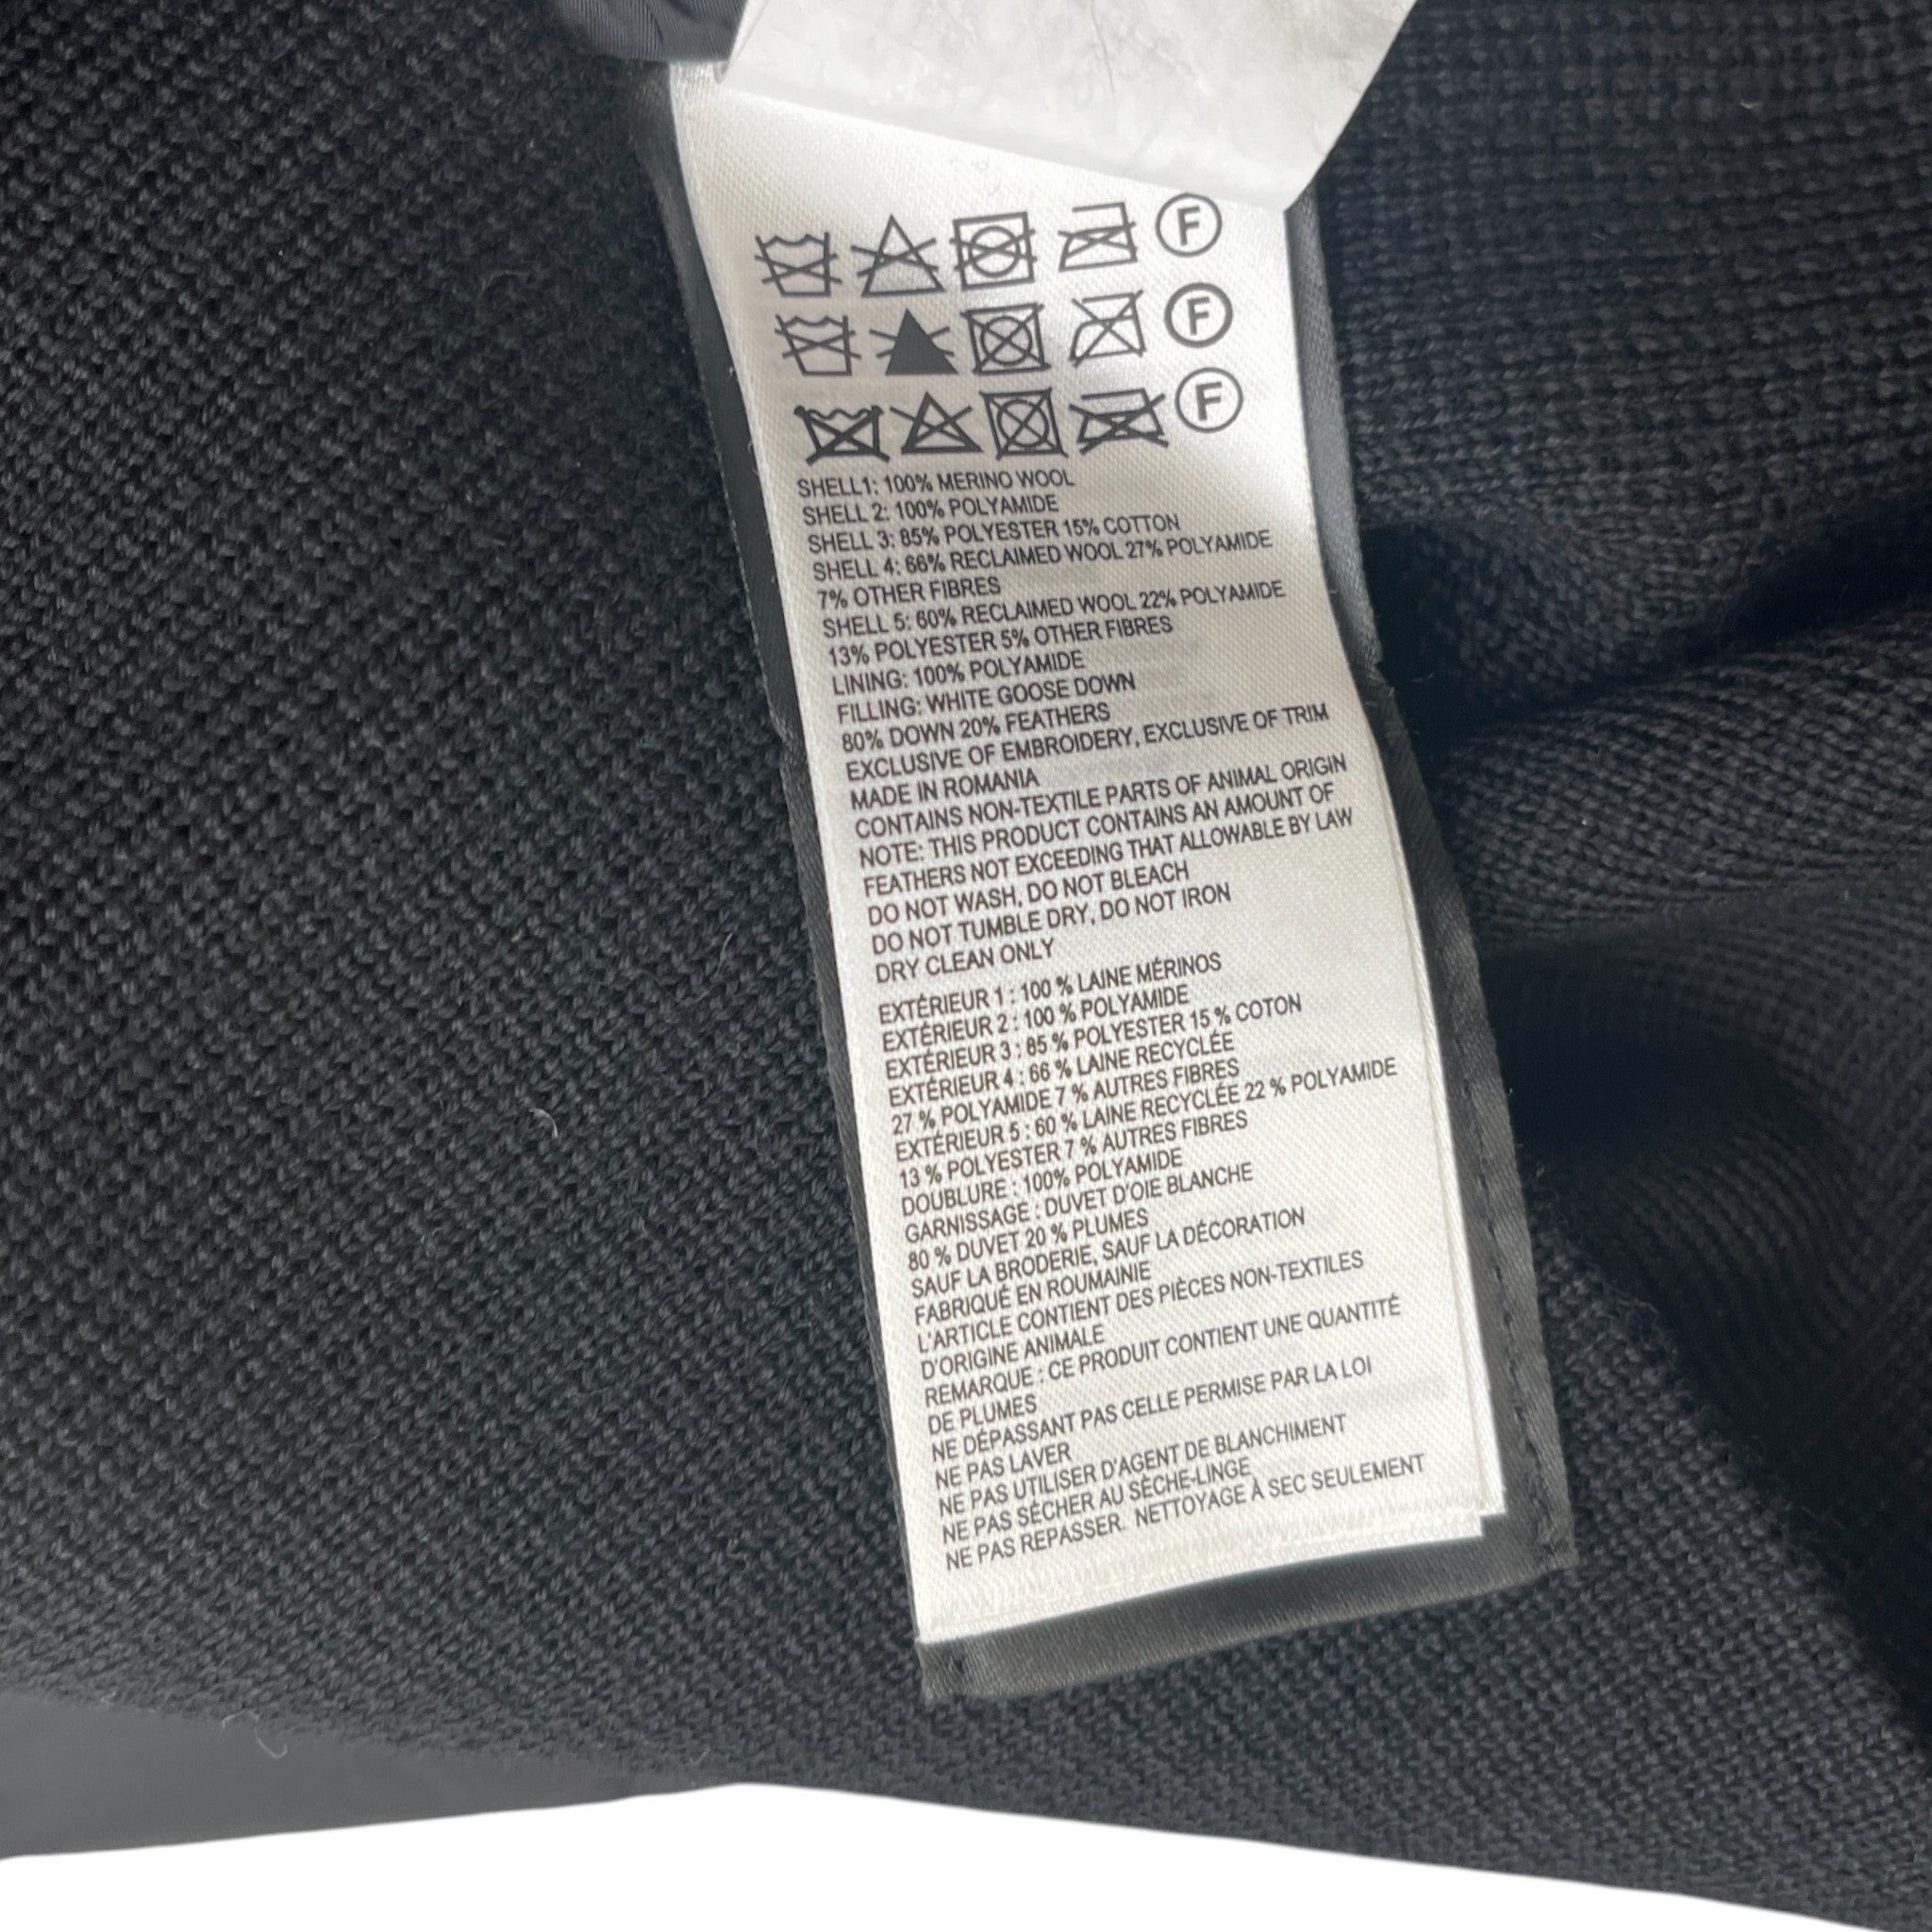 F
F
F
SHELL1: 100% MERINO WOOL
SHELL 2: 100% POLYAMIDE
SHELL 3: 85% POLYESTER 15% COTTON
SHELL 4: 66% RECLAIMED WOOL 27% POLYAMIDE
7% OTHER FIBRES
SHELL 5: 60% RECLAIMED WOOL 22% POLYAMIDE
13% POLYESTER 5% OTHER FIBRES
LINING: 100% POLYAMIDE
FILLING: WHITE GOOSE DOWN
80% DOWN 20% FEATHERS
EXCLUSIVE OF EMBROIDERY, EXCLUSIVE OF TRIM
MADE IN ROMANIA
CONTAINS NON-TEXTILE PARTS OF ANIMAL ORIGIN
NOTE: THIS PRODUCT CONTAINS AN AMOUNT OF
FEATHERS NOT EXCEEDING THAT ALLOWABLE BY LAW
DO NOT WASH, DO NOT BLEACH
DO NOT TUMBLE DRY, DO NOT IRON
DRY CLEAN ONLY
EXTÉRIEUR 1 : 100 % LAINE MÉRINOS
EXTÉRIEUR 2 : 100 % POLYAMIDE
EXTÉRIEUR 3 : 85 % POLYESTER 15 % COTON
EXTÉRIEUR 4 : 66 % LAINE RECYCLÉE
27 % POLYAMIDE 7 % AUTRES FIBRES
EXTÉRIEUR 5 : 60 % LAINE RECYCLÉE 22 % POLYAMIDE
13 % POLYESTER 7 % AUTRES FIBRES
DOUBLURE : 100% POLYAMIDE
GARNISSAGE : DUVET D'OIE BLANCHE
80 % DUVET 20 % PLUMES
SAUF LA BRODERIE, SAUF LA DÉCORATION
FABRIQUÉ EN ROUMAINIE
L'ARTICLE CONTIENT DES PIÈCES NON-TEXTILES
D'ORIGINE ANIMALE
REMARQUE : CE PRODUIT CONTIENT UNE QUANTITÉ
DE PLUMES
NE DÉPASSANT PAS CELLE PERMISE PAR LA LOI
NE PAS LAVER
NE PAS UTILISER D'AGENT DE BLANCHIMENT
NE PAS SÉCHER AU SÈCHE-LINGE
NE PAS REPASSER. NETTOYAGE À SEC SEULEMENT